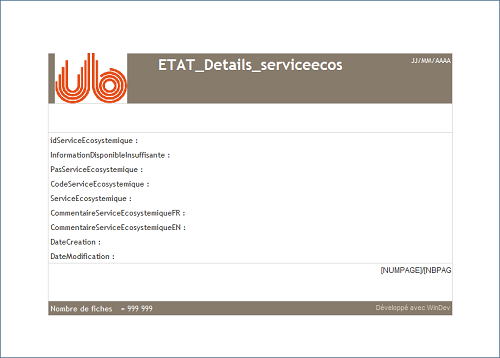 ub
ETAT_Details_serviceecos
JJ/MM/AAAA
idServiceEcosystemique :
InformationDisponibleInsuffisante :
PasServiceEcosystemique :
CodeServiceEcosystemique :
ServiceEcosystemique :
CommentaireServiceEcosystemiqueFR :
CommentaireServiceEcosystemiqueEN :
DateCreation :
DateModification :
[NUMPAGE]/[NBPAG
Nombre de fiches = 999 999
Développé avec WinDev